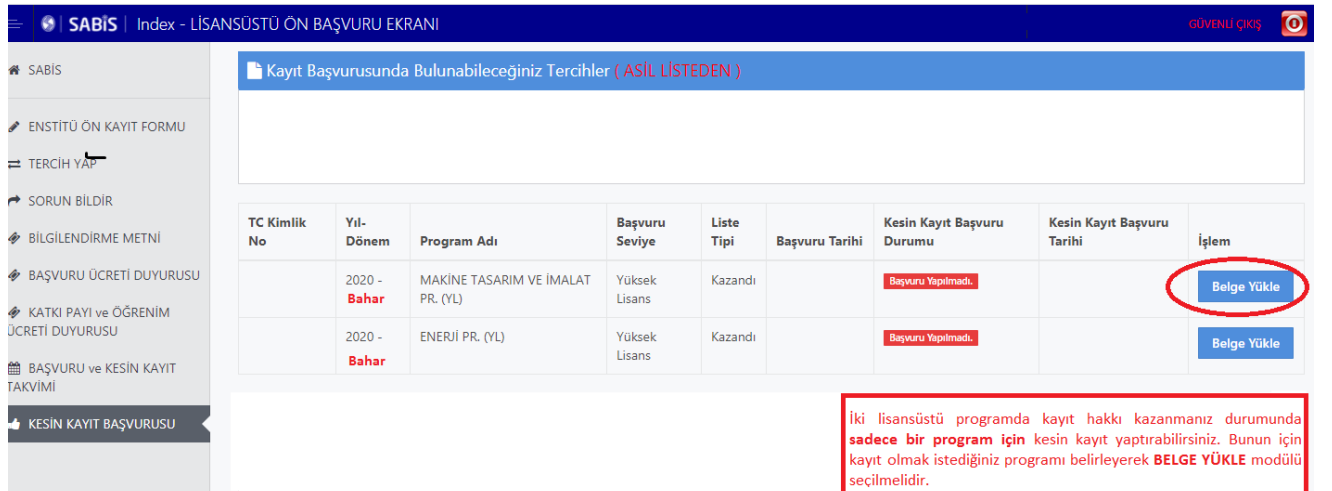 SABİS | Index - LİSANSÜSTÜ ÖN BAŞVURU EKRANI
GÜVENLİ ÇIKIŞ
SABİS
ENSTİTÜ ÖN KAYIT FORMU
TERCİH YAP
SORUN BİLDİR
BİLGİLENDİRME METNİ
BAŞVURU ÜCRETİ DUYURUSU
KATKI PAYI ve ÖĞRENİM
ÜCRETİ DUYURUSU
BAŞVURU ve KESİN KAYIT
TAKVİMİ
KESİN KAYIT BAŞVURUSU
Kayıt Başvurusunda Bulunabileceğiniz Tercihler ( ASİL LİSTEDEN )
TC Kimlik No Yıl-Dönem Program Adı Başvuru Seviye Liste Tipi Başvuru Tarihi Kesin Kayıt Başvuru Durumu Kesin Kayıt Başvuru Tarihi İşlem
2020 - MAKİNE TASARIM VE İMALAT Yüksek Kazandı Başvuru Yapılmadı. Belge Yükle
Bahar PR. (YL) Lisans
2020 - ENERJİ PR. (YL) Yüksek Kazandı Başvuru Yapılmadı. Belge Yükle
Bahar Lisans
İki lisansüstü programda kayıt hakkı kazanmanız durumunda
sadece bir program için kesin kayıt yaptırabilirsiniz. Bunun için
kayıt olmak istediğiniz programı belirleyerek BELGE YÜKLE modülü
seçilmelidir.